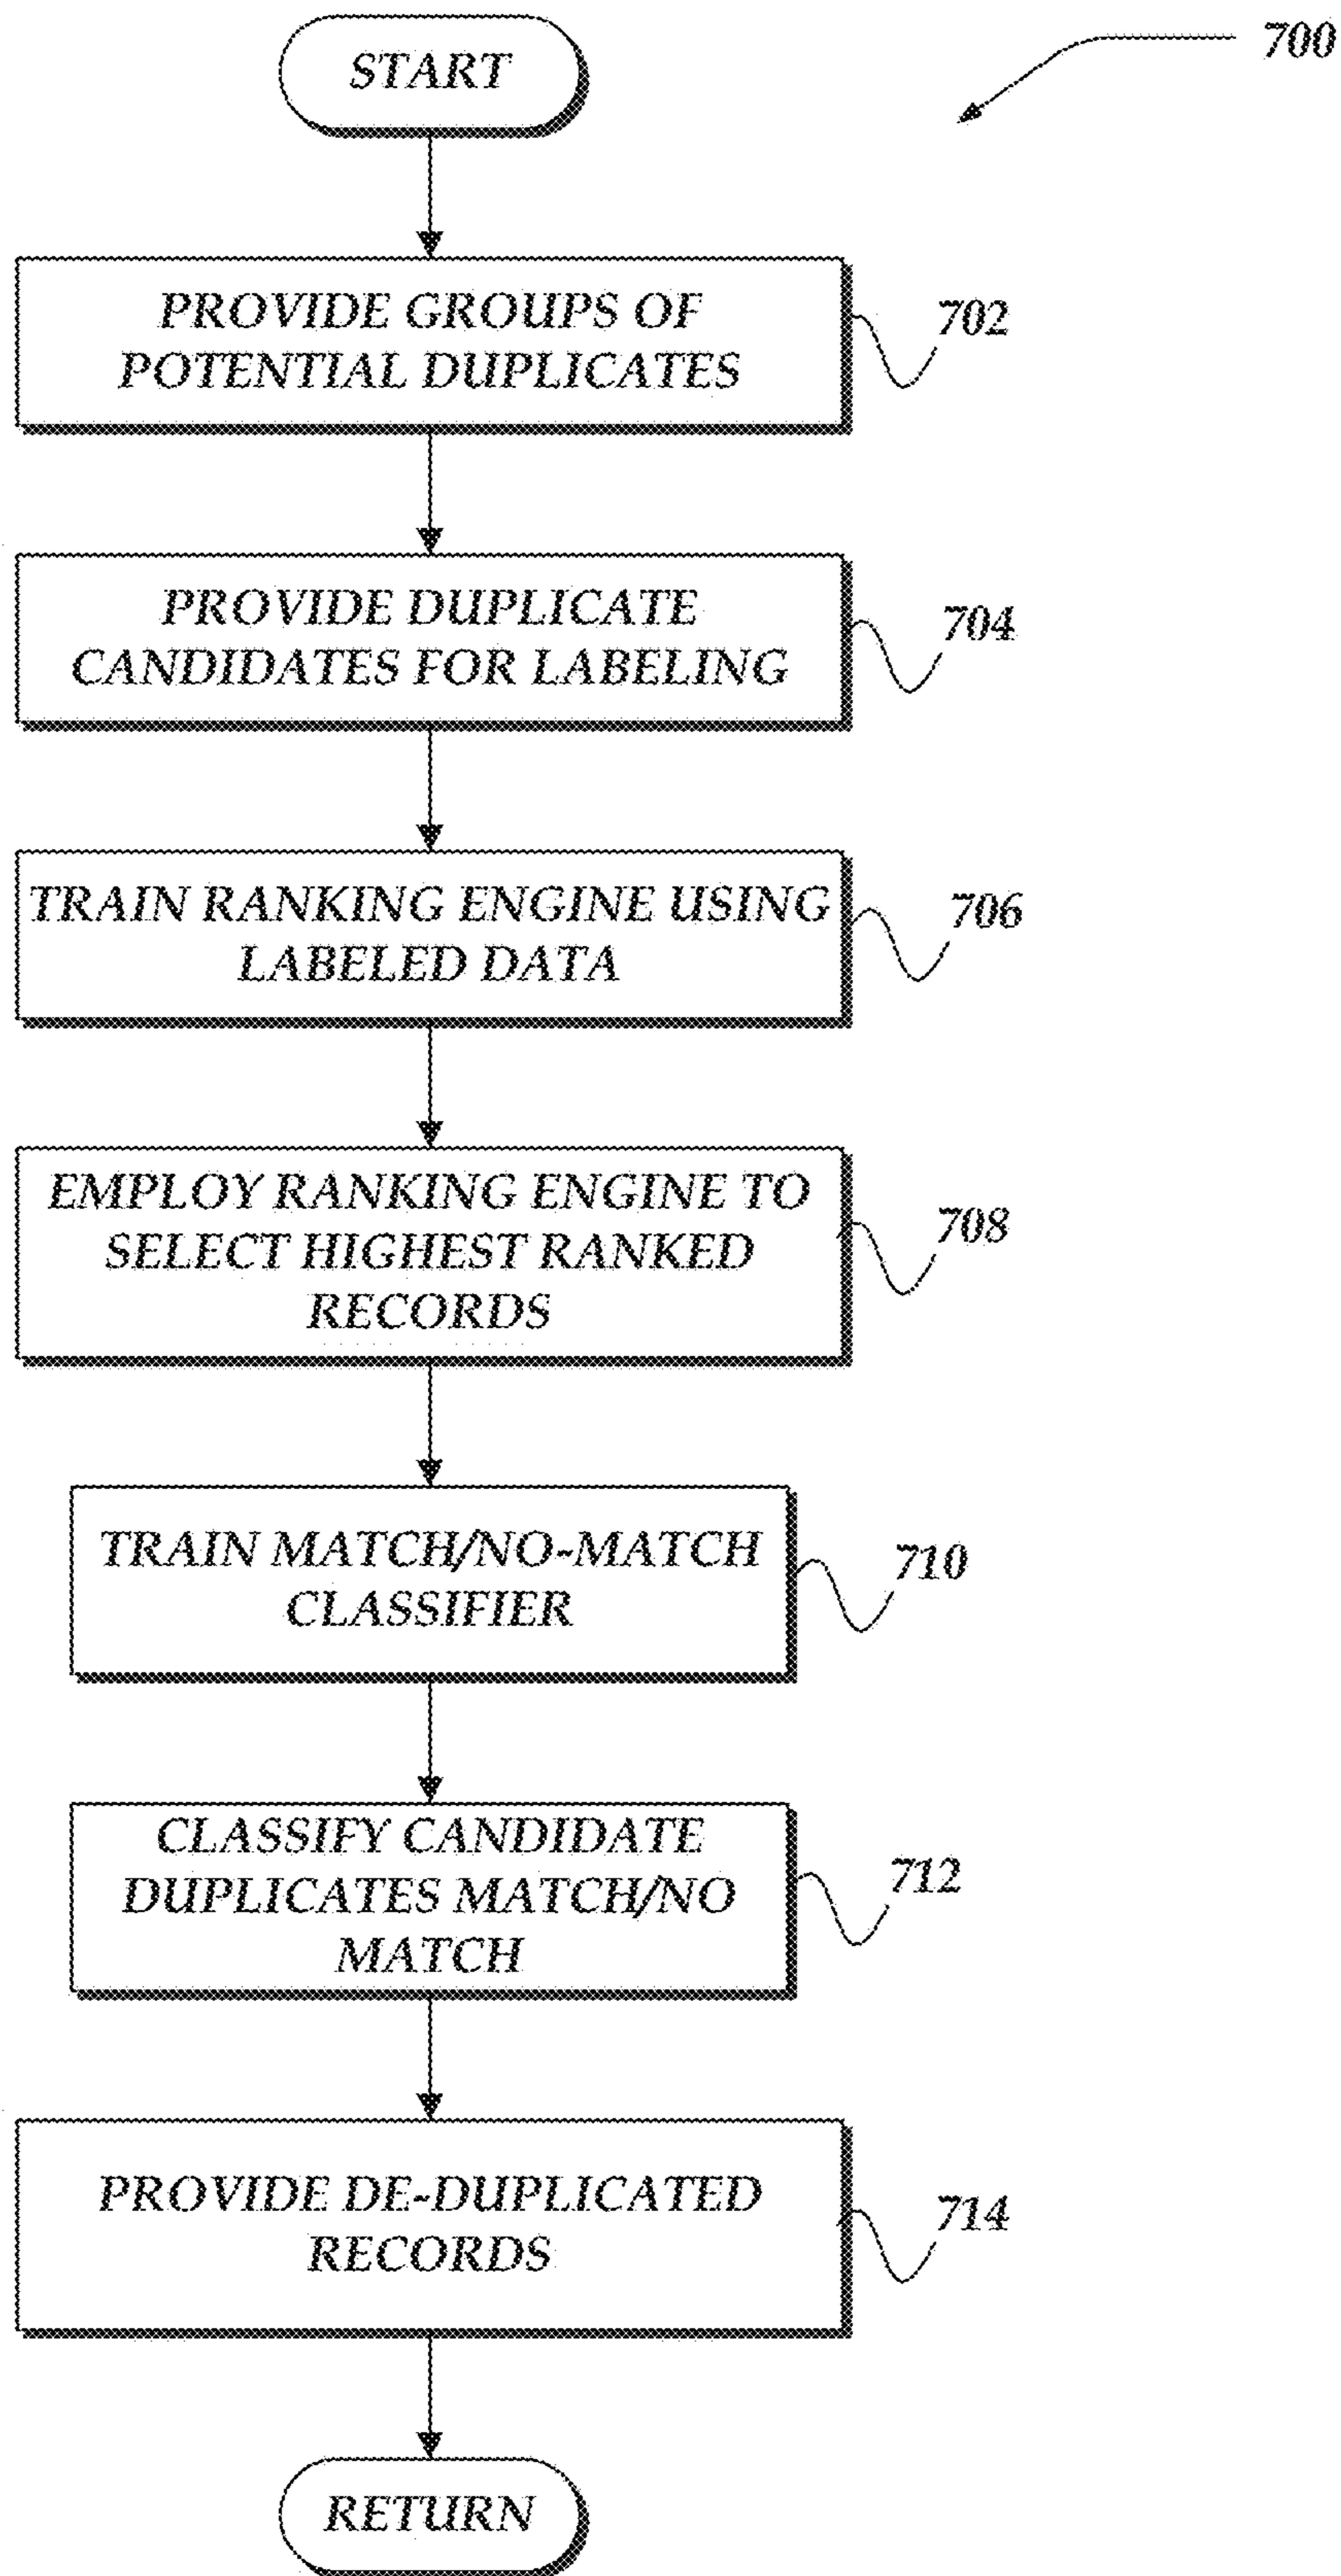 START
700
PROVIDE GROUPS OF
POTENTIAL DUPLICATES
702
PROVIDE DUPLICATE
CANDIDATES FOR LABELING
704
TRAIN RANKING ENGINE USING
LABELED DATA
706
EMPLOY RANKING ENGINE TO
SELECT HIGHEST RANKED
RECORDS
708
TRAIN MATCH/NO-MATCH
CLASSIFIER
710
CLASSIFY CANDIDATE
DUPLICATES MATCH/NO
MATCH
712
PROVIDE DE-DUPLICATED
RECORDS
714
RETURN